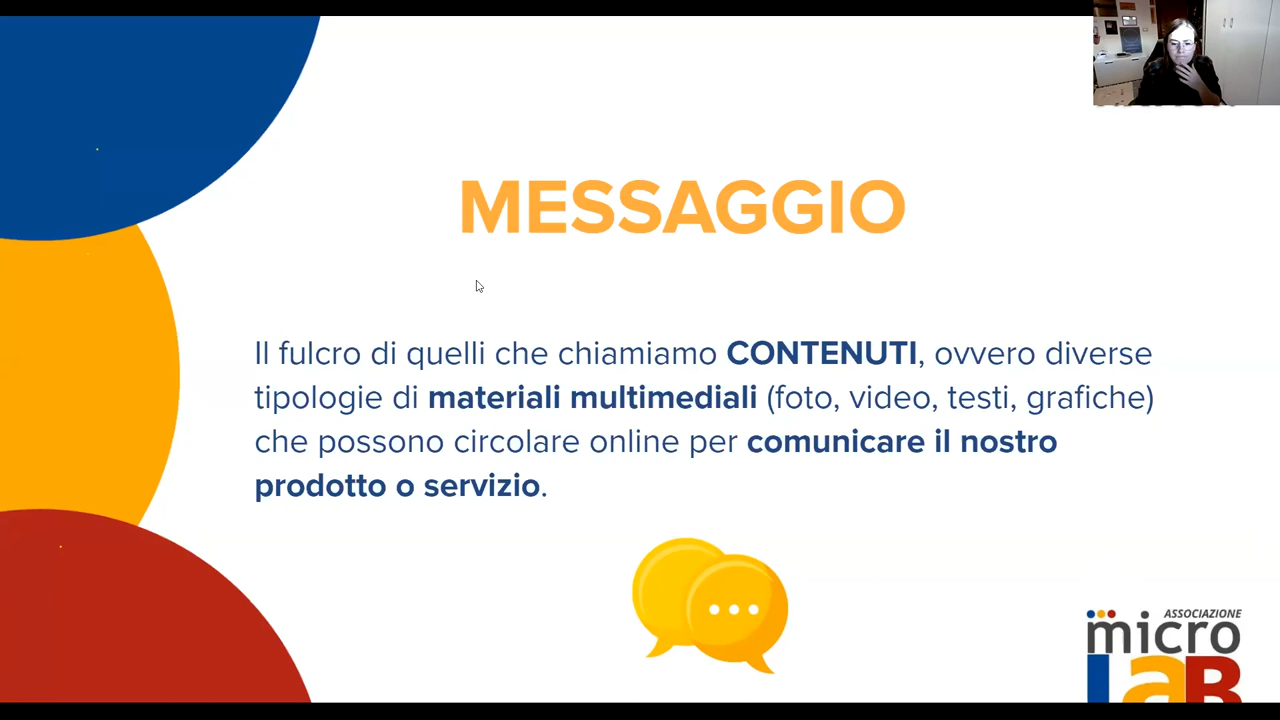 MESSAGGIO
Il fulcro di quelli che chiamiamo CONTENUTI, ovvero diverse
tipologie di materiali multimediali (foto, video, testi, grafiche)
che possono circolare online per comunicare il nostro
prodotto o servizio.
ASSOCIAZIONE
micro
LaB